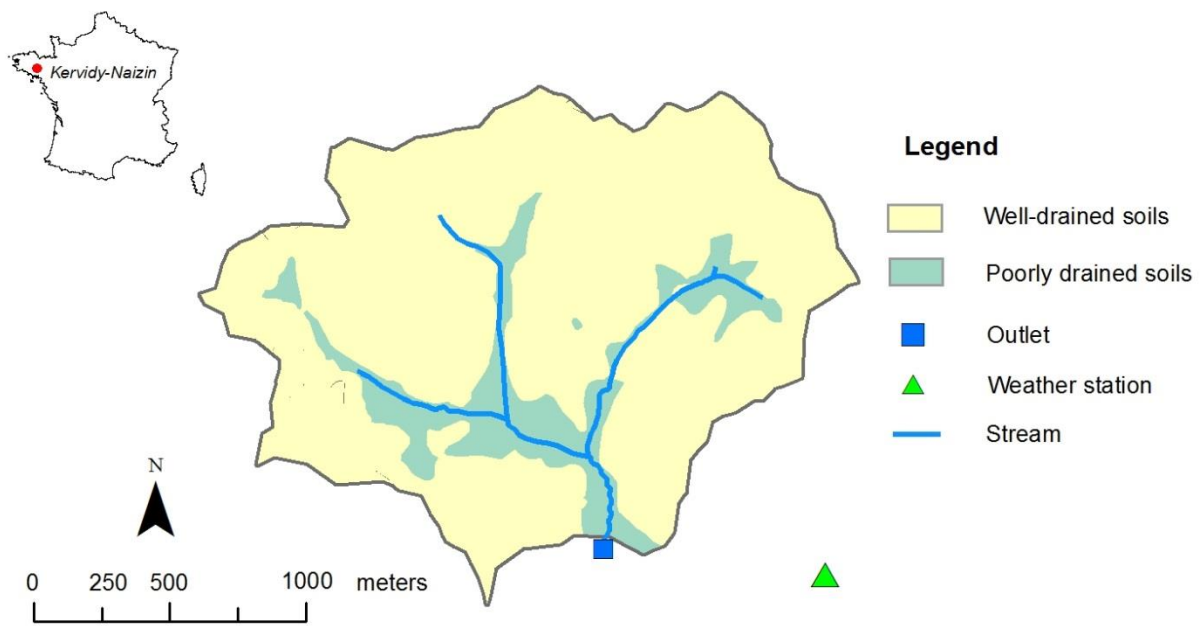 Kervidy-Naizin
Legend
Well-drained soils
Poorly drained soils
Outlet
Weather station
Stream
N
0 250 500 1000 meters